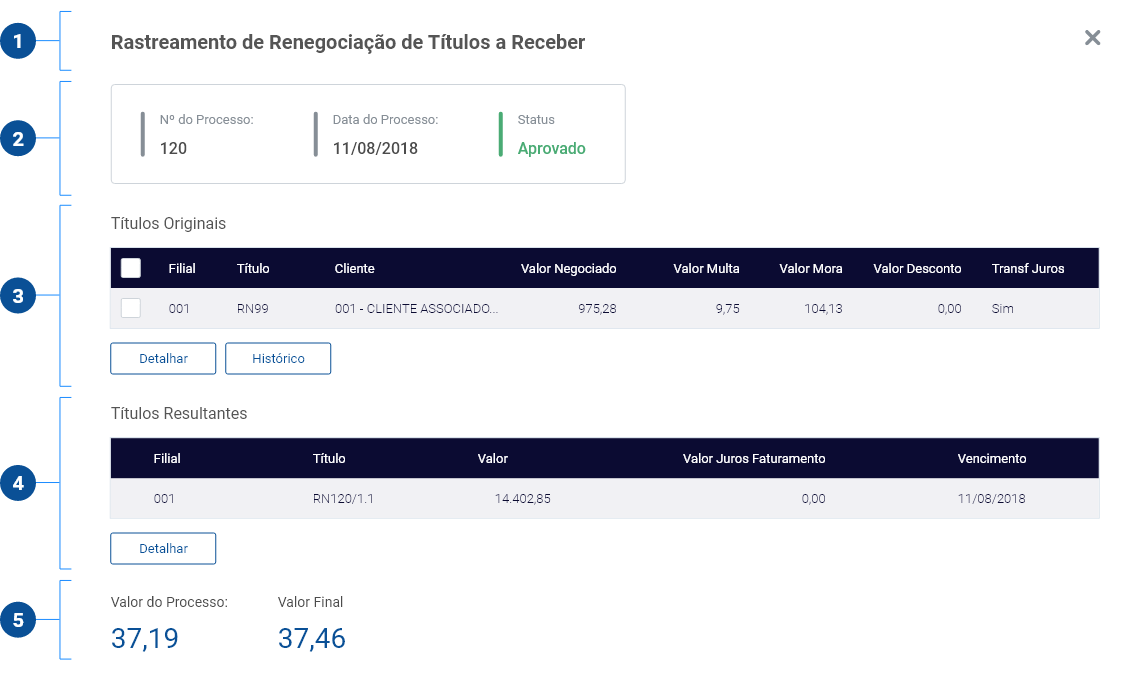 1
Rastreamento de Renegociação de Títulos a Receber
2
Nº do Processo: Data do Processo: Status
120 11/08/2018 Aprovado
Títulos Originais
3
Filial Título Cliente Valor Negociado Valor Multa Valor Mora Valor Desconto Transf Juros
001 RN99 001 - CLIENTE ASSOCIADO... 975,28 9,75 104,13 0,00 Sim
Detalhar Histórico
Títulos Resultantes
4
Filial Título Valor Valor Juros Faturamento Vencimento
001 RN120/1.1 14.402,85 0,00 11/08/2018
Detalhar
5
Valor do Processo: Valor Final
37,19 37,46